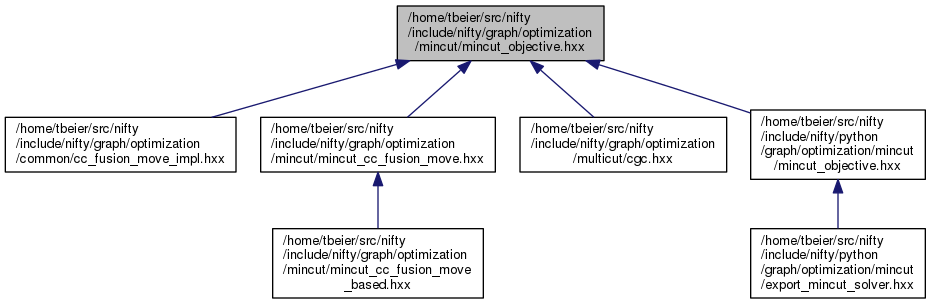 /home/tbeier/src/nifty
/include/nifty/graph/optimization
/mincut/mincut_objective.hxx
/home/tbeier/src/nifty
/include/nifty/graph/optimization
/common/cc_fusion_move_impl.hxx
/home/tbeier/src/nifty
/include/nifty/graph/optimization
/mincut/mincut_cc_fusion_move.hxx
/home/tbeier/src/nifty
/include/nifty/graph/optimization
/multicut/cgc.hxx
/home/tbeier/src/nifty
/include/nifty/python
/graph/optimization/mincut
/mincut_objective.hxx
/home/tbeier/src/nifty
/include/nifty/graph/optimization
/mincut/mincut_cc_fusion_move
_based.hxx
/home/tbeier/src/nifty
/include/nifty/python
/graph/optimization/mincut
/export_mincut_solver.hxx